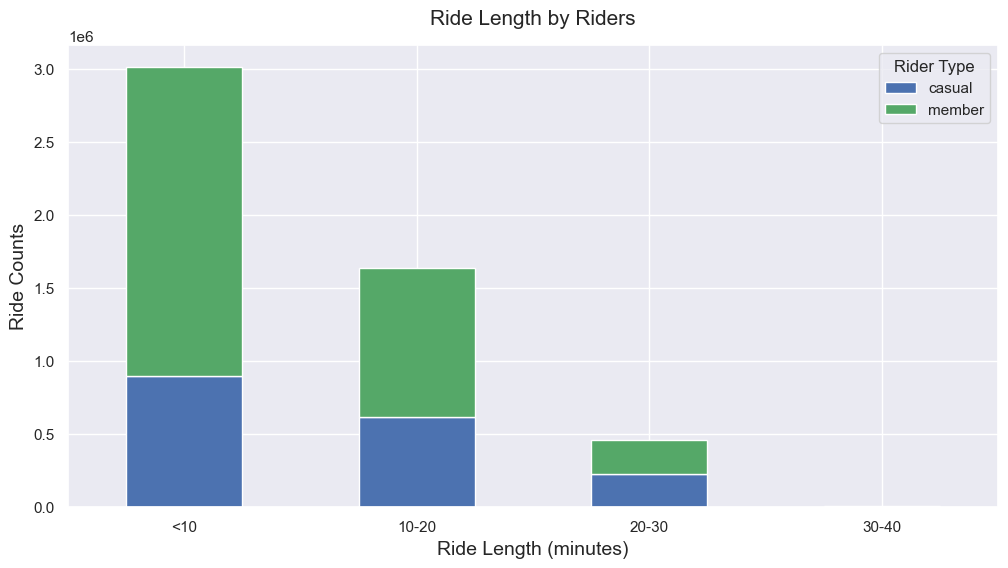 Ride Length by Riders
1e6
3.0
2.5
2.0
1.5
1.0
0.5
0.0
Ride Counts
Rider Type
casual
member
<10
10-20
20-30
30-40
Ride Length (minutes)